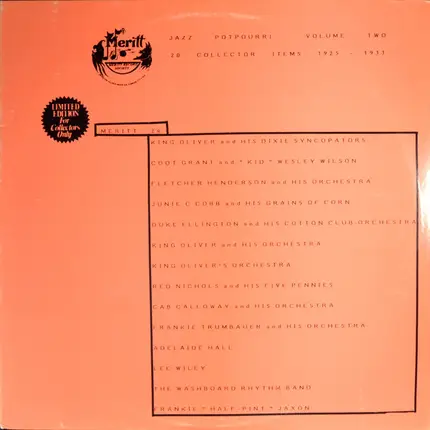 Meritt
MERITT RECORD SOCIETY
JAZZ POTPOURRI VOLUME TWO
20 COLLECTOR ITEMS 1925 - 1933
LIMITED
EDITION
For
Collectors
Only
MERITT
KING OLIVER and HIS DIXIE SYNCOPATORS
COOT GRANT and "KID" WESLEY WILSON
FLETCHER HENDERSON and HIS ORCHESTRA
JUNIE C COBB and HIS GRAINS OF CORN
DUKE ELLINGTON and HIS COTTON CLUB ORCHESTRA
KING OLIVER and HIS ORCHESTRA
KING OLIVER'S ORCHESTRA
RED NICHOLS and HIS FIVE PENNIES
CAB CALLOWAY and HIS ORCHESTRA
FRANKIE TRUMBAUER and HIS ORCHESTRA
ADELAIDE HALL
LEE WILEY
THE WASHBOARD RHYTHM BAND
FRANKIE "HALF-PINT" JAXON